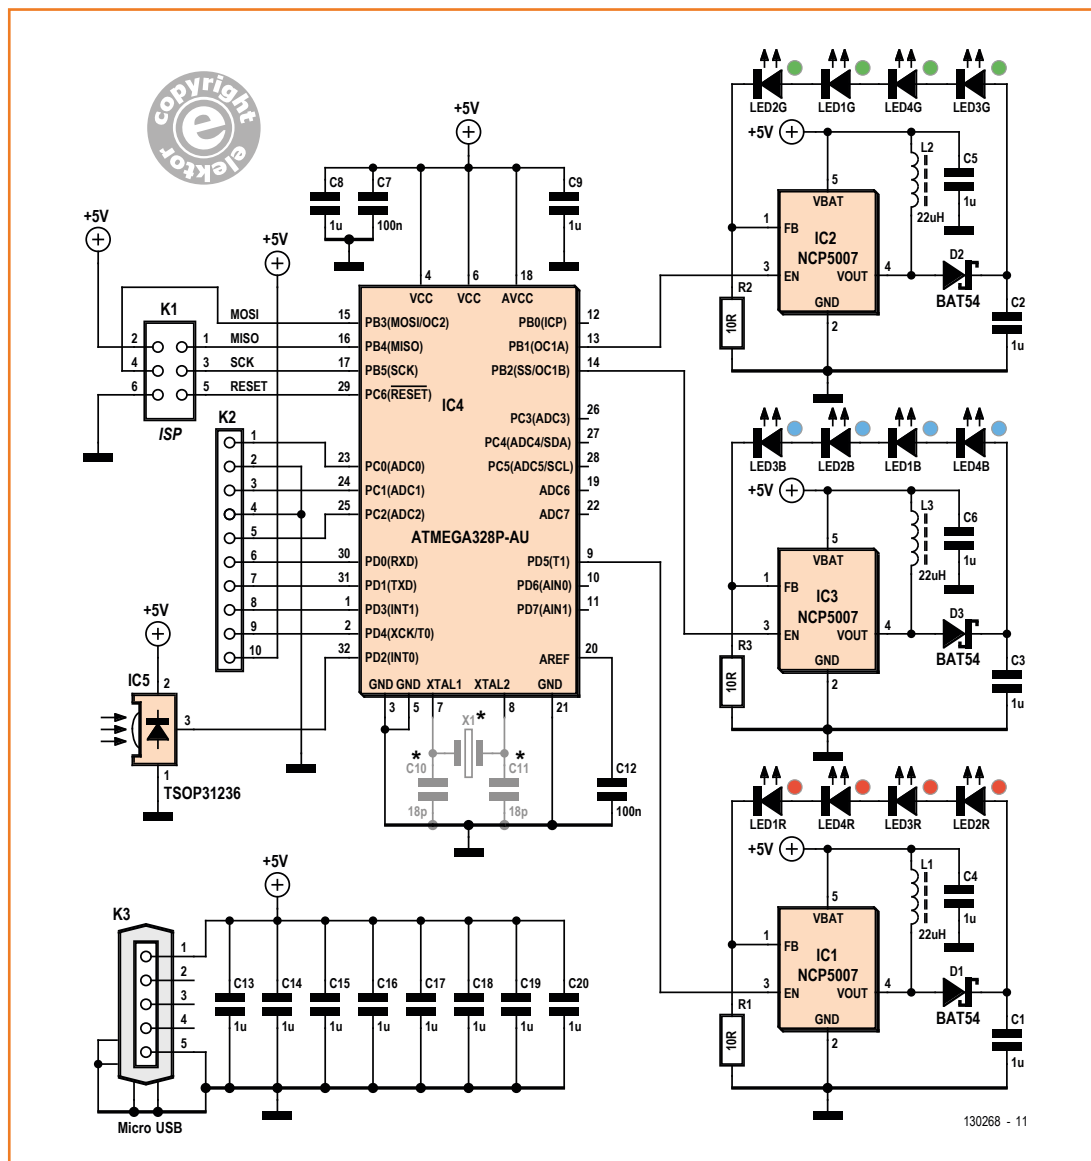 copyright
e
elektor
LED2G LED1G LED4G LED3G
+5V
L2
22uH
C5
1u
5
VBAT
1 FB
IC2
NCP5007
3 EN VOUT 4
GND
2
D2
BAT54
R2
10R
C2
1u
+5V
C8
1u
C7
100n
C9
1u
+5V
+5V
K1
2 1
4 3
6 5
ISP
MOSI
MISO
SCK
RESET
4 6 18
VCC VCC AVCC
15 PB3(MOSI/OC2)
16 PB4(MISO)
17 PB5(SCK)
29 PC6(RESET)
IC4
23 PC0(ADC0)
24 PC1(ADC1)
25 PC2(ADC2)
ATMEGA328P-AU
30 PD0(RXD)
31 PD1(TXD)
1 PD3(INT1)
2 PD4(XCK/T0)
32 PD2(INT0)
PB0(ICP) 12
PB1(OC1A) 13
PB2(SS/OC1B) 14
PC3(ADC3) 26
PC4(ADC4/SDA) 27
PC5(ADC5/SCL) 28
ADC6 19
ADC7 22
PD5(T1) 9
PD6(AIN0) 10
PD7(AIN1) 11
AREF 20
GND GND XTAL1 XTAL2 GND
3 5 7 8 21
K2
1
2
3
4
5
6
7
8
9
10
+5V
IC5
2
3
1
TSOP31236
X1*
*
C10
18p
*
C11
18p
C12
100n
LED3B LED2B LED1B LED4B
+5V
L3
22uH
C6
1u
5
VBAT
1 FB
IC3
NCP5007
3 EN VOUT 4
GND
2
D3
BAT54
R3
10R
C3
1u
LED1R LED4R LED3R LED2R
+5V
L1
22uH
C4
1u
5
VBAT
1 FB
IC1
NCP5007
3 EN VOUT 4
GND
2
D1
BAT54
R1
10R
C1
1u
+5V
K3
1
2
3
4
5
Micro USB
C13 C14 C15 C16 C17 C18 C19 C20
1u 1u 1u 1u 1u 1u 1u 1u
130268 - 11